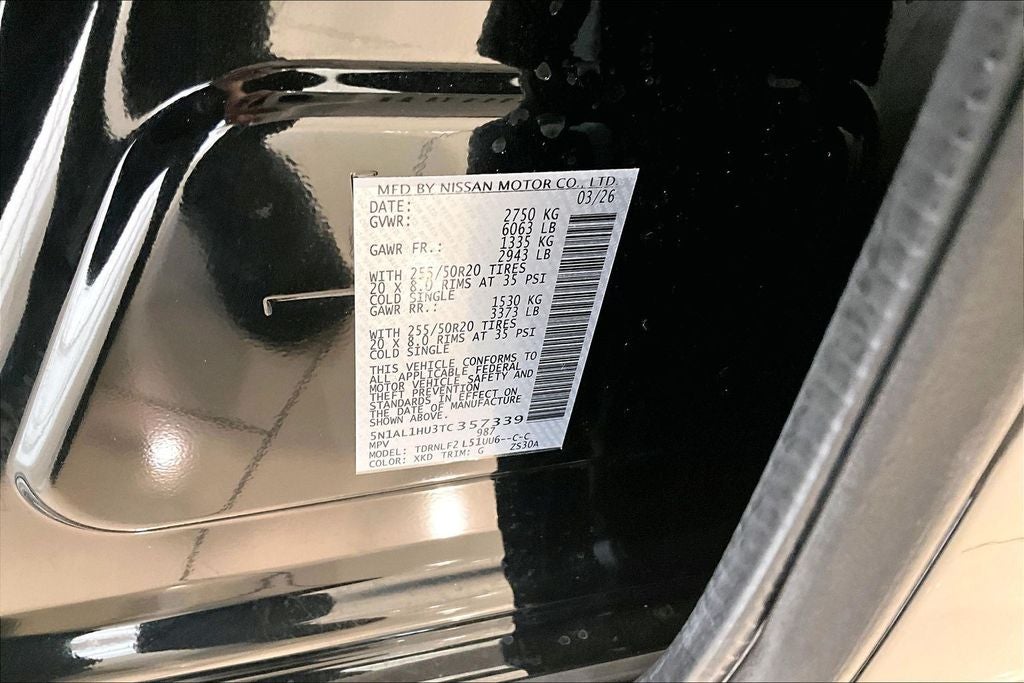 MFD BY NISSAN MOTOR CO., LTD.
DATE: 03/26
GVWR: 2750 KG
6063 LB
GAWR FR.: 1335 KG
2943 LB
WITH 255/50R20 TIRES
20 X 8.0 RIMS AT 35 PSI
COLD SINGLE
GAWR RR.: 1530 KG
3373 LB
WITH 255/50R20 TIRES
20 X 8.0 RIMS AT 35 PSI
COLD SINGLE
THIS VEHICLE CONFORMS TO
ALL APPLICABLE FEDERAL
MOTOR VEHICLE SAFETY AND
THEFT PREVENTION
STANDARDS IN EFFECT ON
THE DATE OF MANUFACTURE
SHOWN ABOVE.
5N1AL1HU3TC357339
MPV 987
MODEL: TDRNLF2 L51UU6--C-C
COLOR: XKD TRIM: G ZS30A